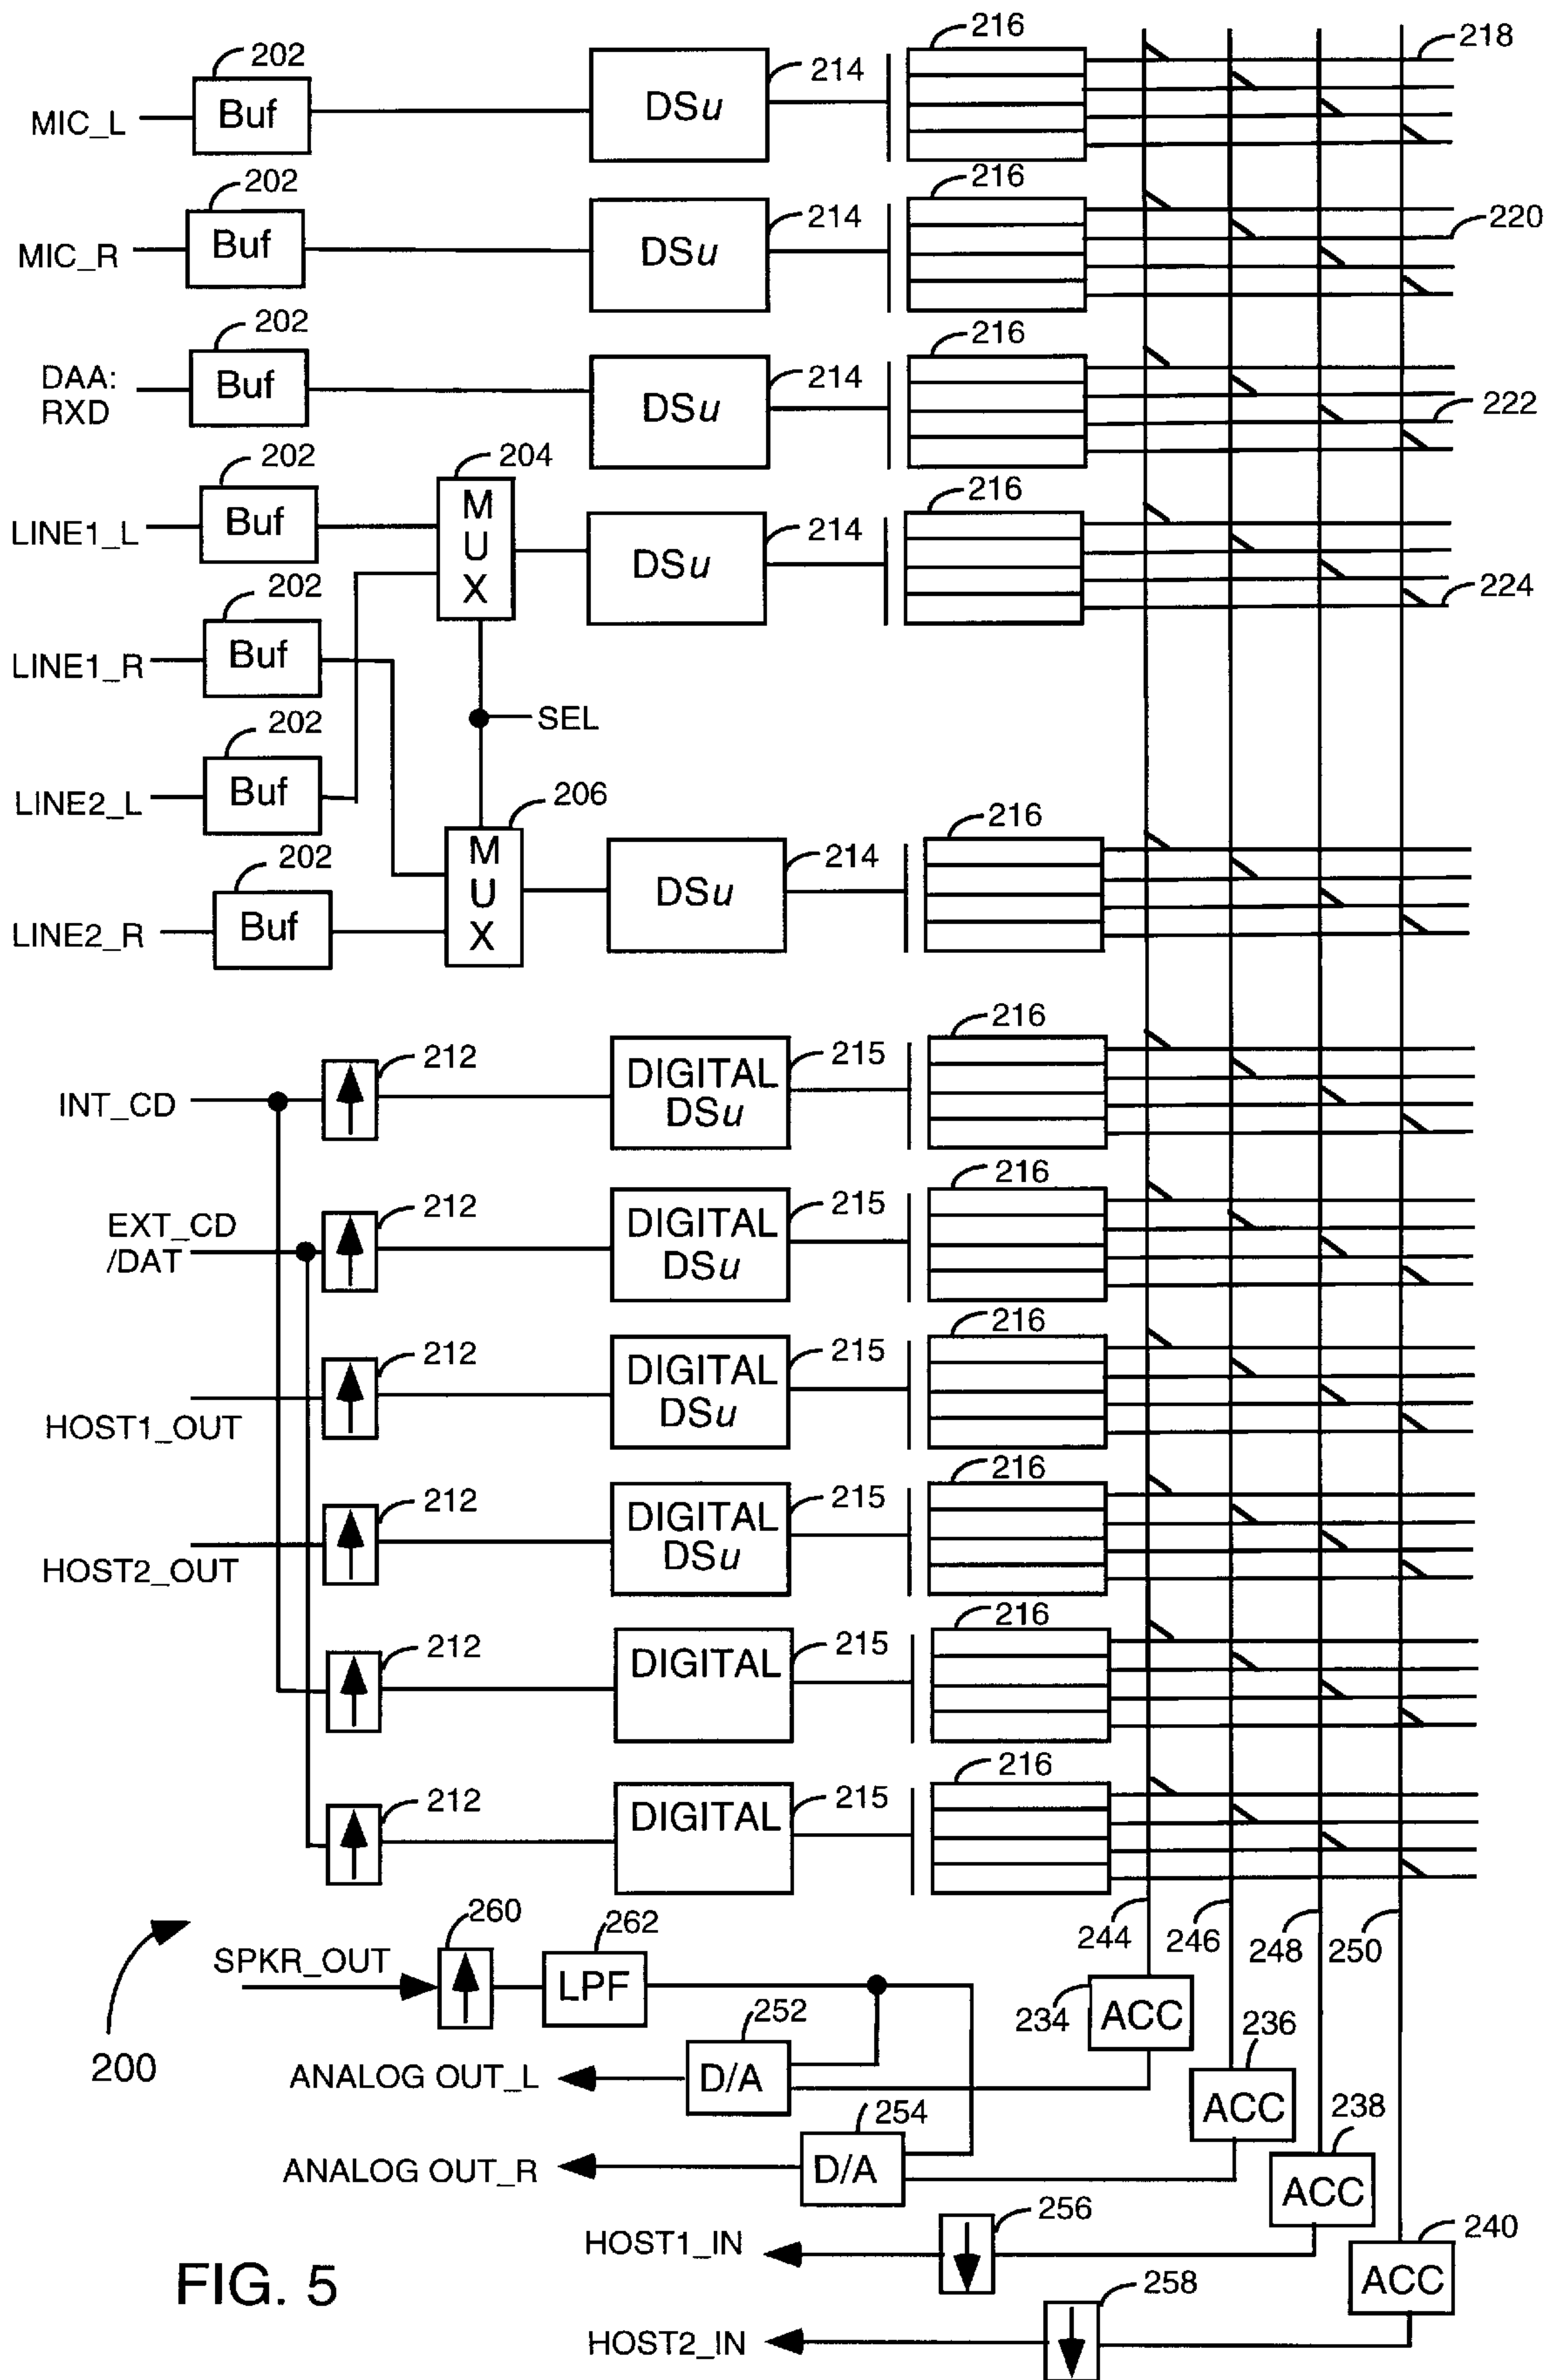 216
218
202
214
MIC_L
Buf
DSu
216
202
214
220
MIC_R
Buf
DSu
216
202
214
DAA:
RXD
Buf
DSu
222
202
204
216
LINE1_L
Buf
M
U
X
DSu
214
224
202
LINE1_R
Buf
SEL
202
LINE2_L
Buf
206
216
202
214
LINE2_R
Buf
M
U
X
DSu
216
INT_CD
212
DIGITAL
DSu
215
216
EXT_CD
/DAT
212
DIGITAL
DSu
215
216
HOST1_OUT
212
DIGITAL
DSu
215
216
HOST2_OUT
212
DIGITAL
DSu
215
216
212
DIGITAL
215
216
212
DIGITAL
215
244
246
248
250
260
262
SPKR_OUT
LPF
234
ACC
200
252
236
ANALOG OUT_L
D/A
ACC
254
238
ANALOG OUT_R
D/A
ACC
256
240
HOST1_IN
ACC
258
HOST2_IN
FIG. 5